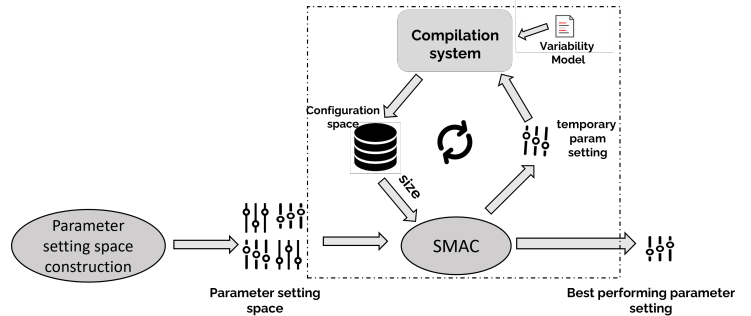 Compilation
system
Variability
Model
Configuration
space
temporary
param
setting
size
Parameter
setting space
construction
SMAC
Parameter setting
space
Best performing parameter
setting